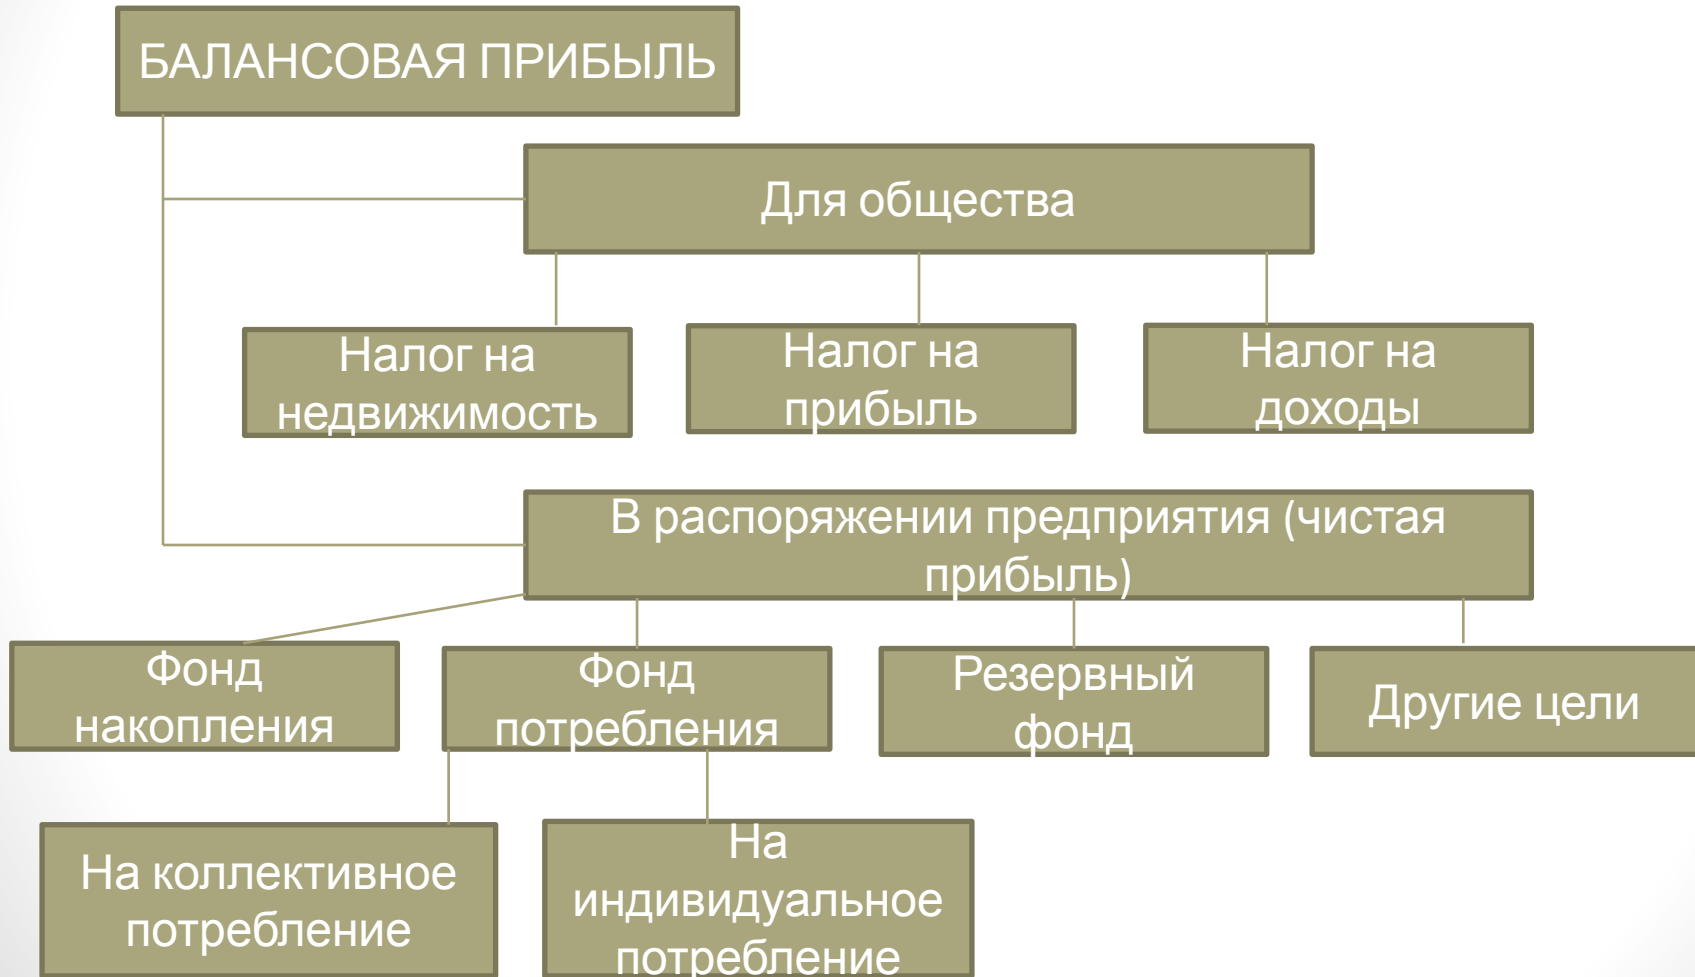 БАЛАНСОВАЯ ПРИБЫЛЬ
Для общества
Налог на
недвижимость
Налог на
прибыль
Налог на
доходы
В распоряжении предприятия (чистая
прибыль)
Фонд
накопления
Фонд
потребления
Резервный
фонд
Другие цели
На коллективное
потребление
На
индивидуальное
потребление